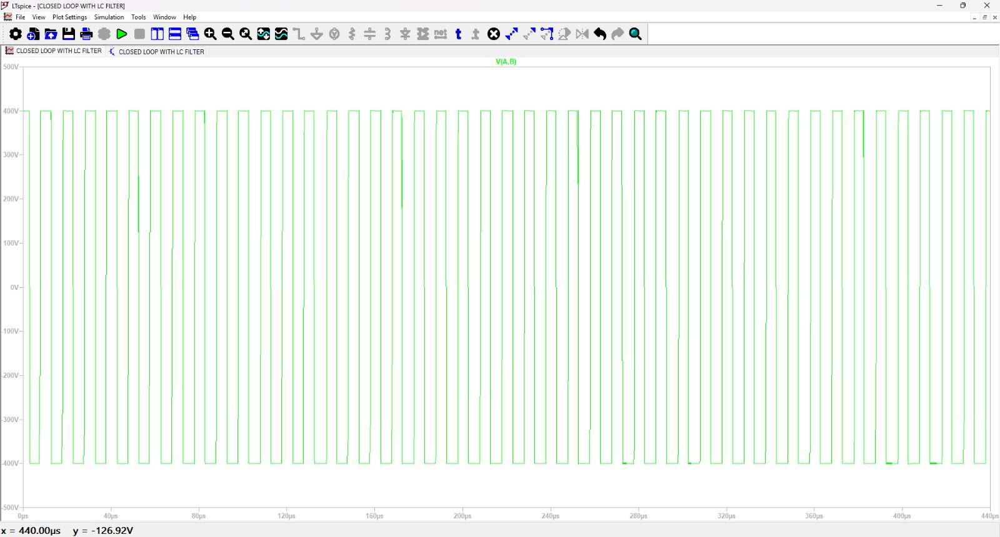 LTspice - [CLOSED LOOP WITH LC FILTER]
File View Plot Settings Simulation Tools Window Help
net t t
CLOSED LOOP WITH LC FILTER CLOSED LOOP WITH LC FILTER
V(A,B)
500V
400V
300V
200V
100V
0V
-100V
-200V
-300V
-400V
-500V
0µs 40µs 80µs 120µs 160µs 200µs 240µs 280µs 320µs 360µs 400µs 440µs
x = 440.00µs y = -126.92V